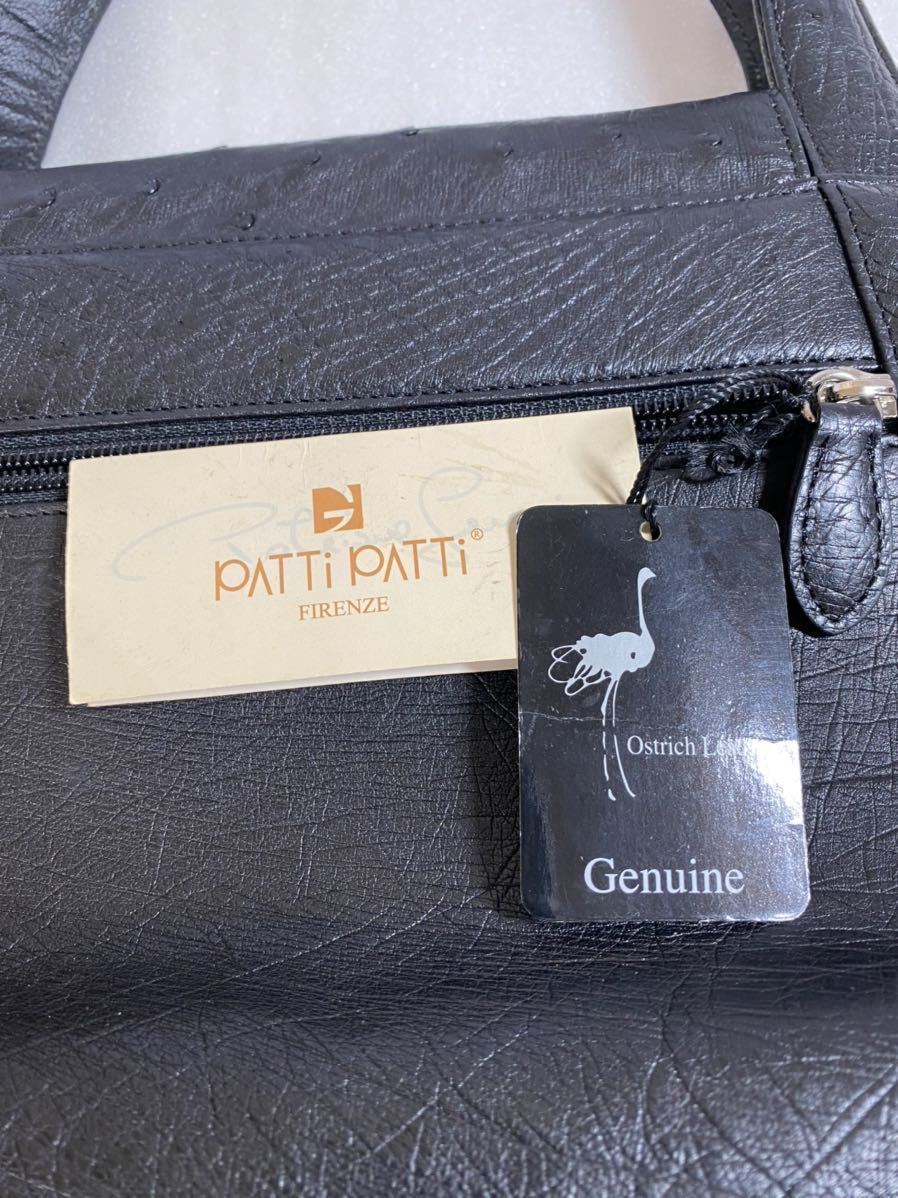 PATTi PATTi®
FIRENZE
Ostrich
Genuine